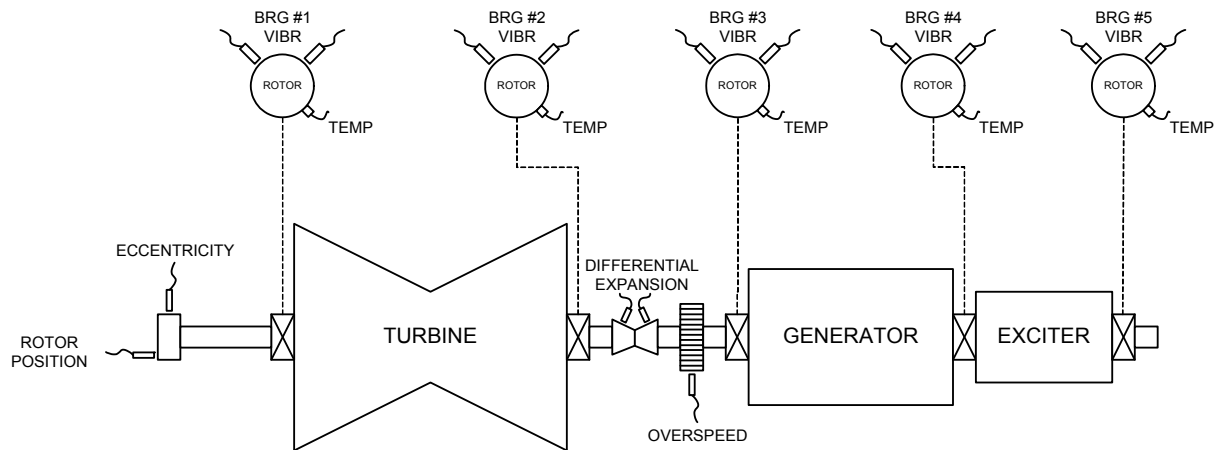 BRG #1
VIBR
BRG #2
VIBR
BRG #3
VIBR
BRG #4
VIBR
BRG #5
VIBR
ROTOR
ROTOR
ROTOR
ROTOR
ROTOR
TEMP
TEMP
TEMP
TEMP
TEMP
ECCENTRICITY
DIFFERENTIAL
EXPANSION
ROTOR
POSITION
TURBINE
GENERATOR
EXCITER
OVERSPEED